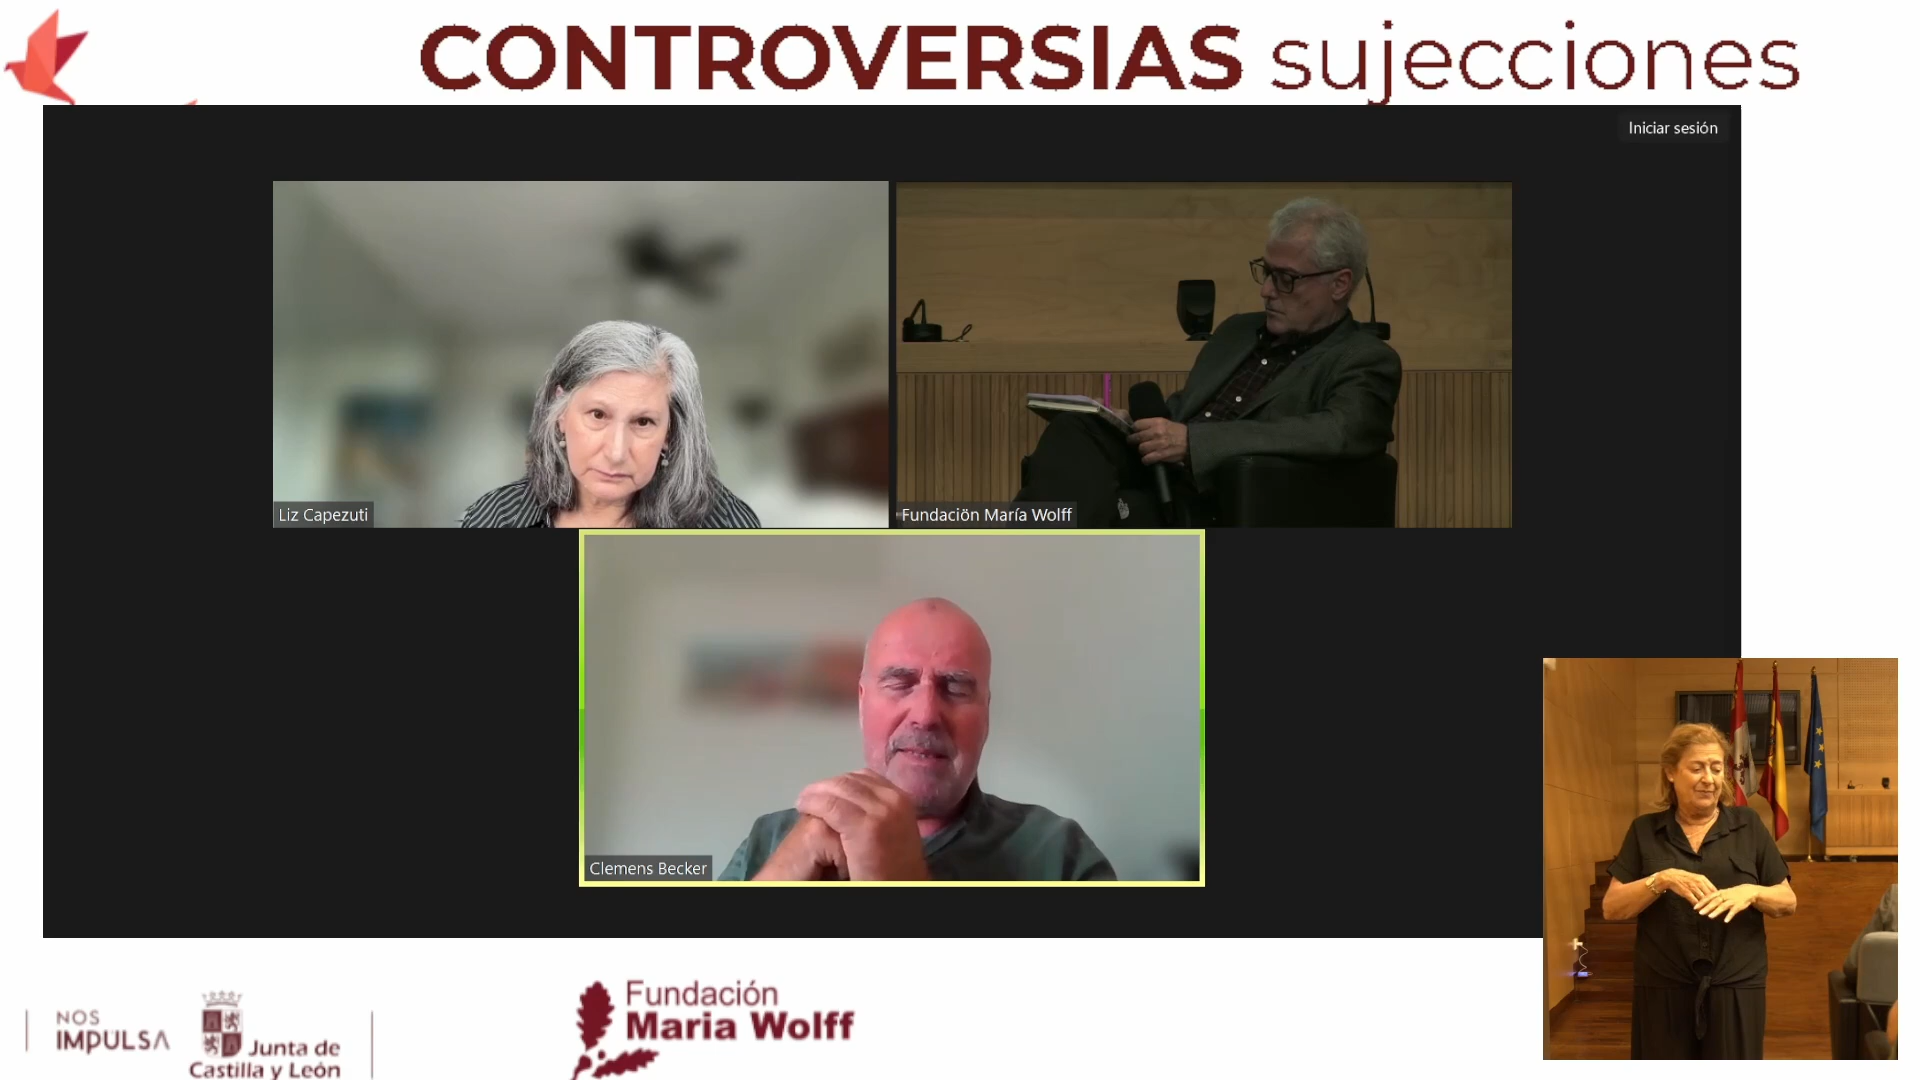 CONTROVERSIAS sujecciones
Iniciar sesión
Liz Capezuti
Fundaciön María Wolff
Clemens Becker
NOS
IMPULSA
Junta de
Castilla y León
Fundación
Maria Wolff